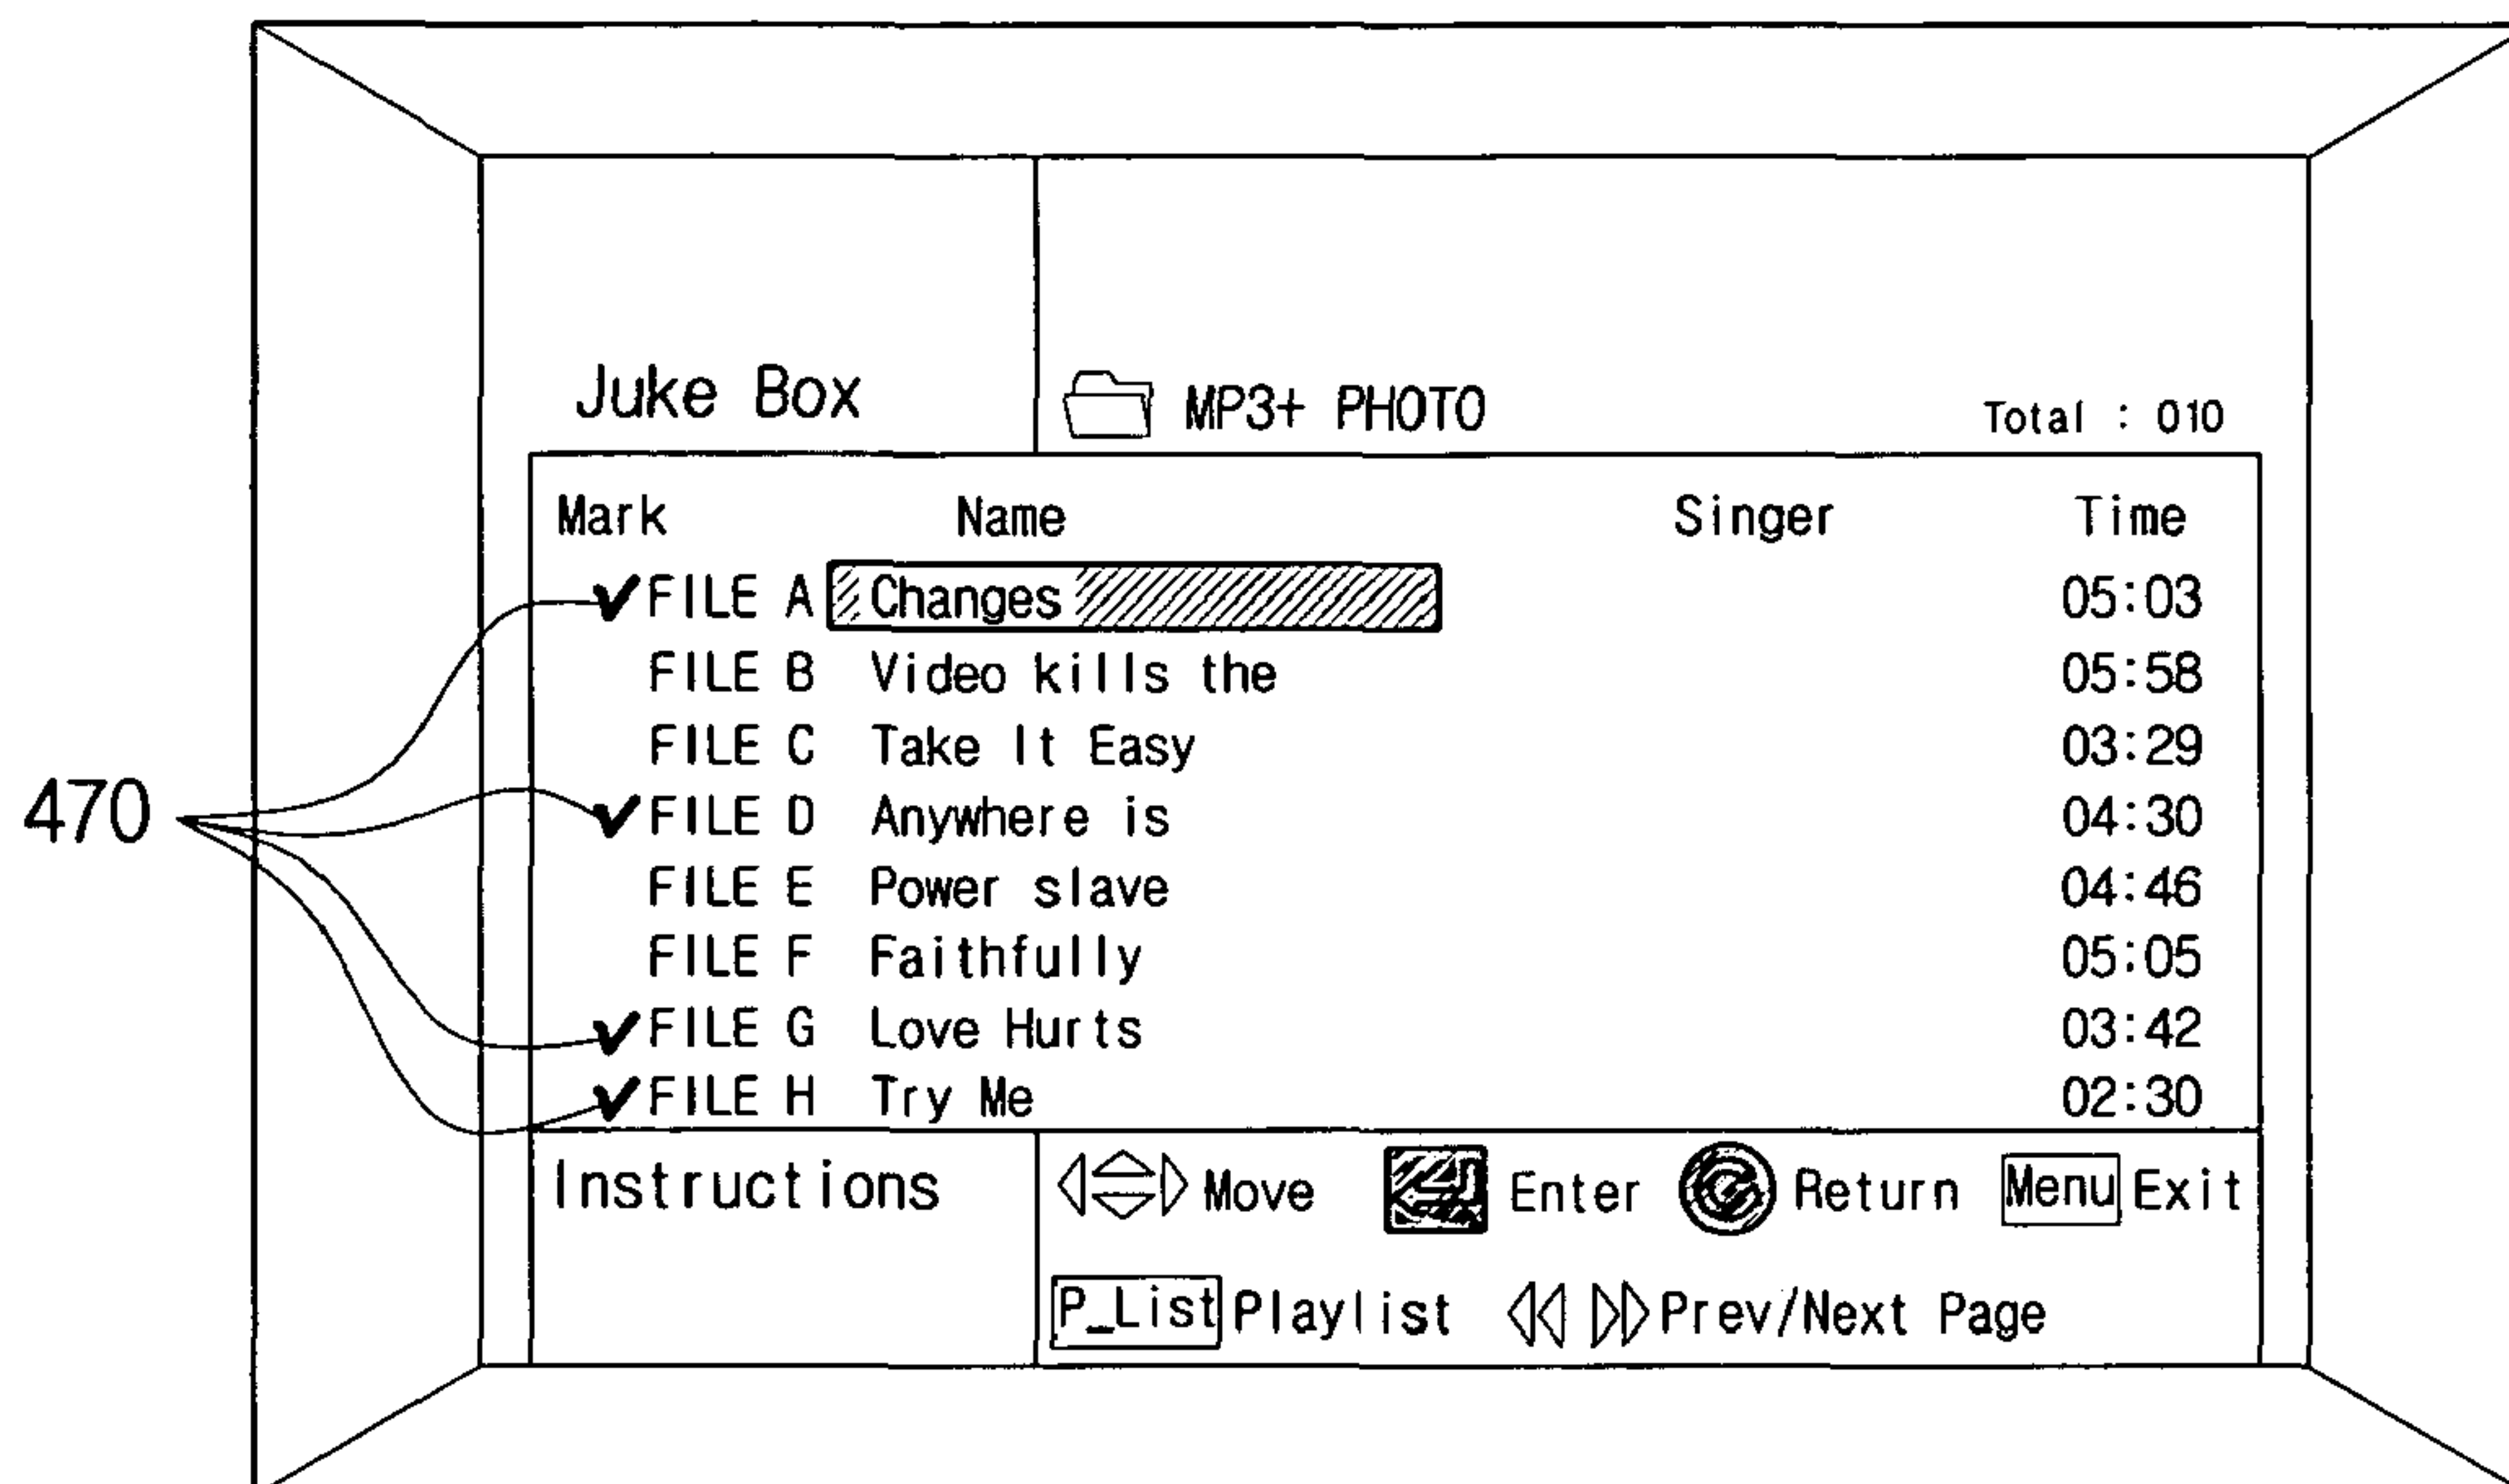 Juke Box MP3+ PHOTO Total : 010
Mark Name Singer Time
FILE A Changes 05:03
FILE B Video kills the 05:58
FILE C Take It Easy 03:29
470
FILE D Anywhere is 04:30
FILE E Power slave 04:46
FILE F Faithfully 05:05
FILE G Love Hurts 03:42
FILE H Try Me 02:30
Instructions Move Enter Return Menu Exit
P_List Playlist Prev/Next Page